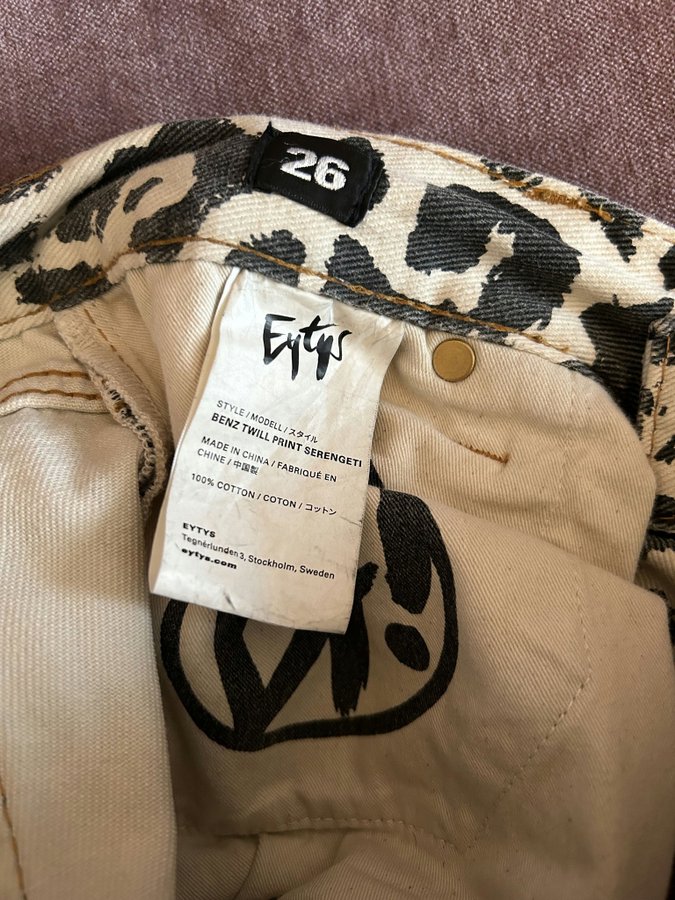 26
Eytys
STYLE / MODELL / スタイル
BENZ TWILL PRINT SERENGETI
MADE IN CHINA / FABRIQUÉ EN
CHINE / 中国製
100% COTTON / COTON / コットン
EYTYS
Tegnérlunden 3, Stockholm, Sweden
eytys.com